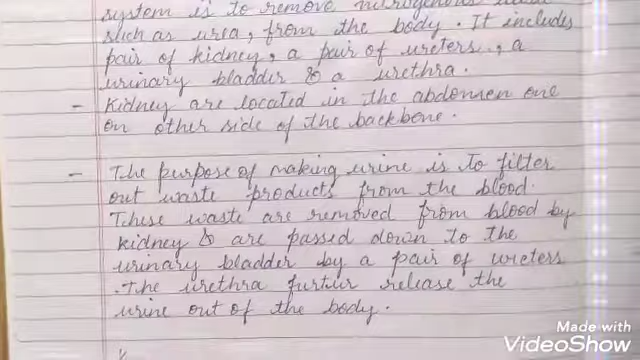 system is to remove nitrogenous
such as urea, from the body. It includes
pair of kidney, a pair of ureters, a
urinary bladder & a urethra.
- Kidney are located in the abdomen one
on other side of the backbone.
- The purpose of making urine is to filter
out waste products from the blood.
These waste are removed from blood by
kidney & are passed down to the
urinary bladder by a pair of ureters
. The urethra furtur release the
urine out of the body.
Made with
VideoShow